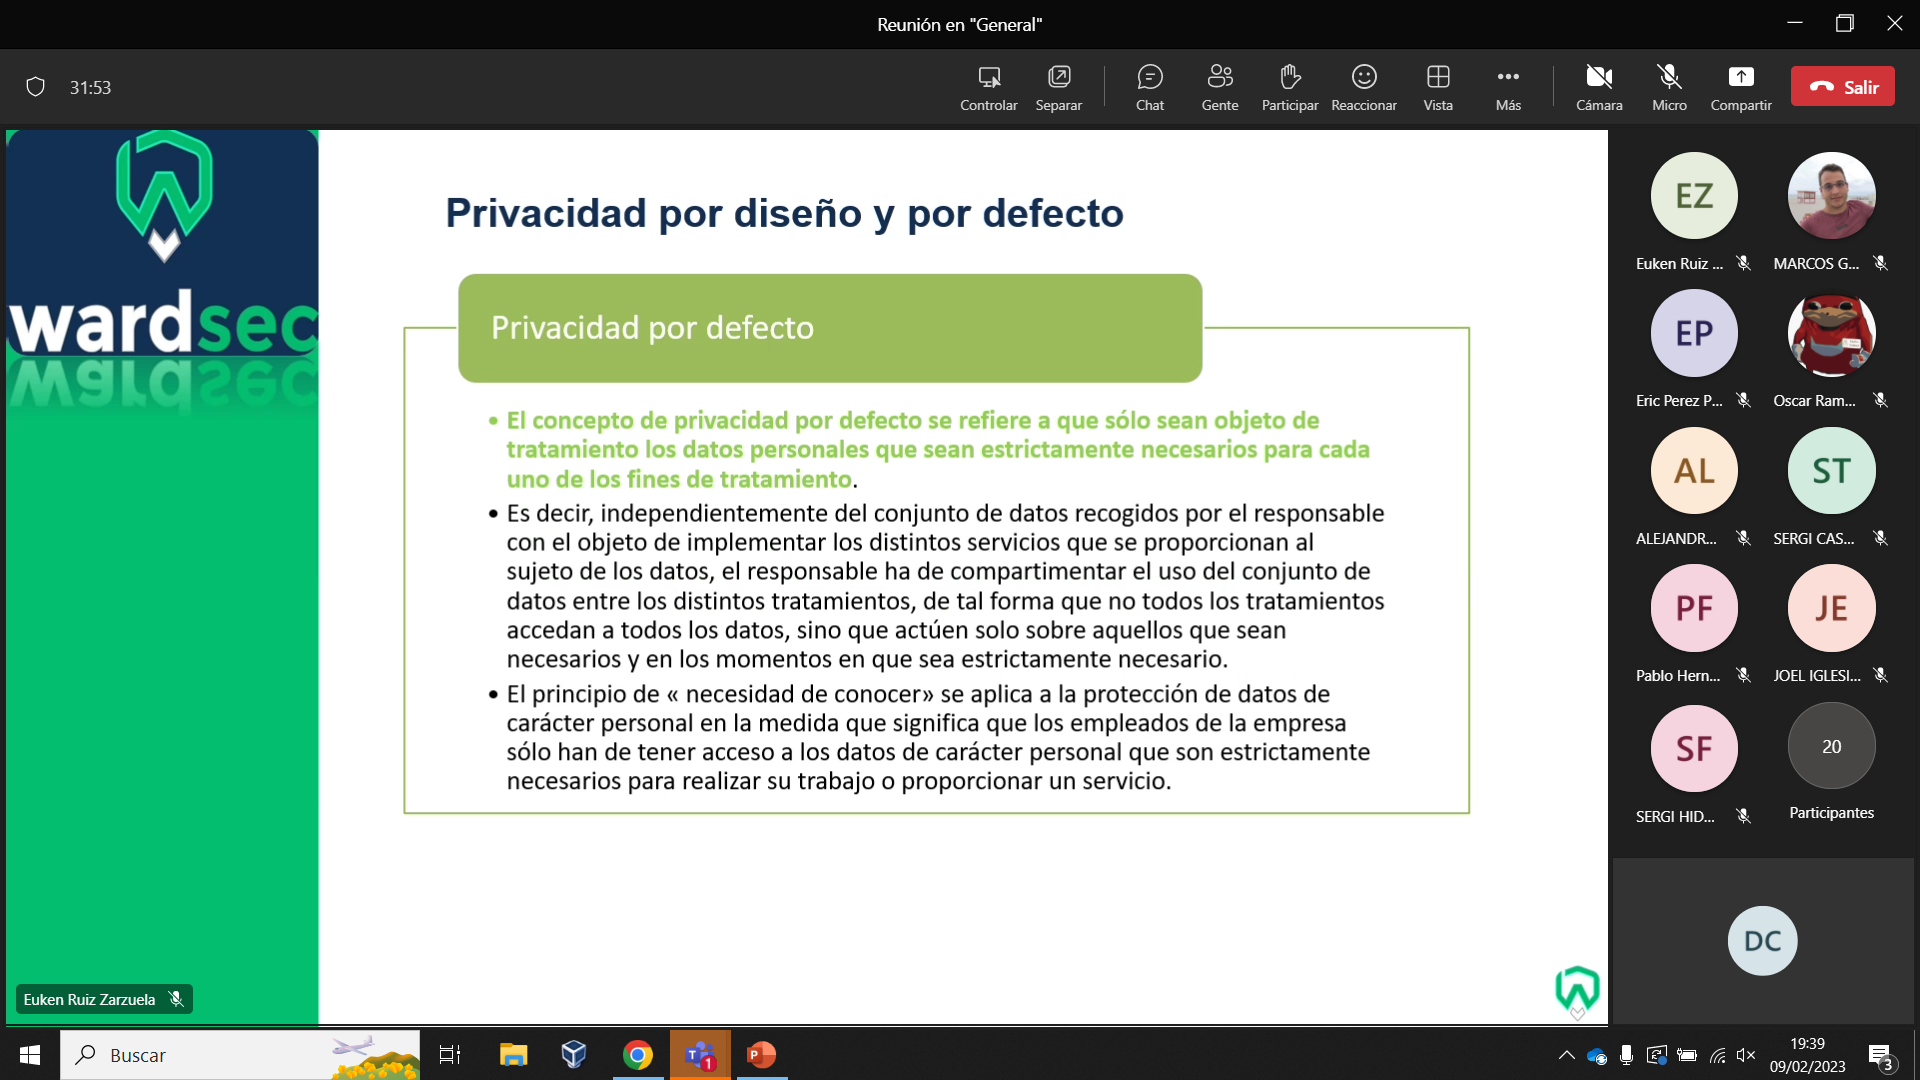 Reunión en "General"
31:53
Controlar
Separar
Chat
Gente
Participar
Reaccionar
Vista
Más
Cámara
Micro
Compartir
Salir
wardsec
Privacidad por diseño y por defecto
Privacidad por defecto
• El concepto de privacidad por defecto se refiere a que sólo sean objeto de
tratamiento los datos personales que sean estrictamente necesarios para cada
uno de los fines de tratamiento.
• Es decir, independientemente del conjunto de datos recogidos por el responsable
con el objeto de implementar los distintos servicios que se proporcionan al
sujeto de los datos, el responsable ha de compartimentar el uso del conjunto de
datos entre los distintos tratamientos, de tal forma que no todos los tratamientos
accedan a todos los datos, sino que actúen solo sobre aquellos que sean
necesarios y en los momentos en que sea estrictamente necesario.
• El principio de « necesidad de conocer» se aplica a la protección de datos de
carácter personal en la medida que significa que los empleados de la empresa
sólo han de tener acceso a los datos de carácter personal que son estrictamente
necesarios para realizar su trabajo o proporcionar un servicio.
Euken Ruiz Zarzuela
EZ
Euken Ruiz ...
MARCOS G...
EP
Eric Perez P...
Oscar Ram...
AL
ALEJANDR...
ST
SERGI CAS...
PF
Pablo Hern...
JE
JOEL IGLESI...
SF
SERGI HID...
20
Participantes
DC
Buscar
T
1
P
19:39
09/02/2023
3